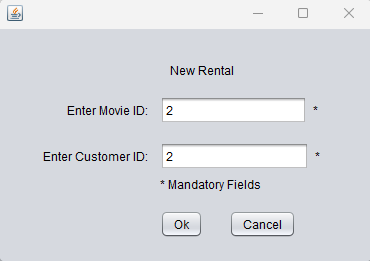 New Rental
Enter Movie ID: 2 *
Enter Customer ID: 2 *
* Mandatory Fields
Ok Cancel